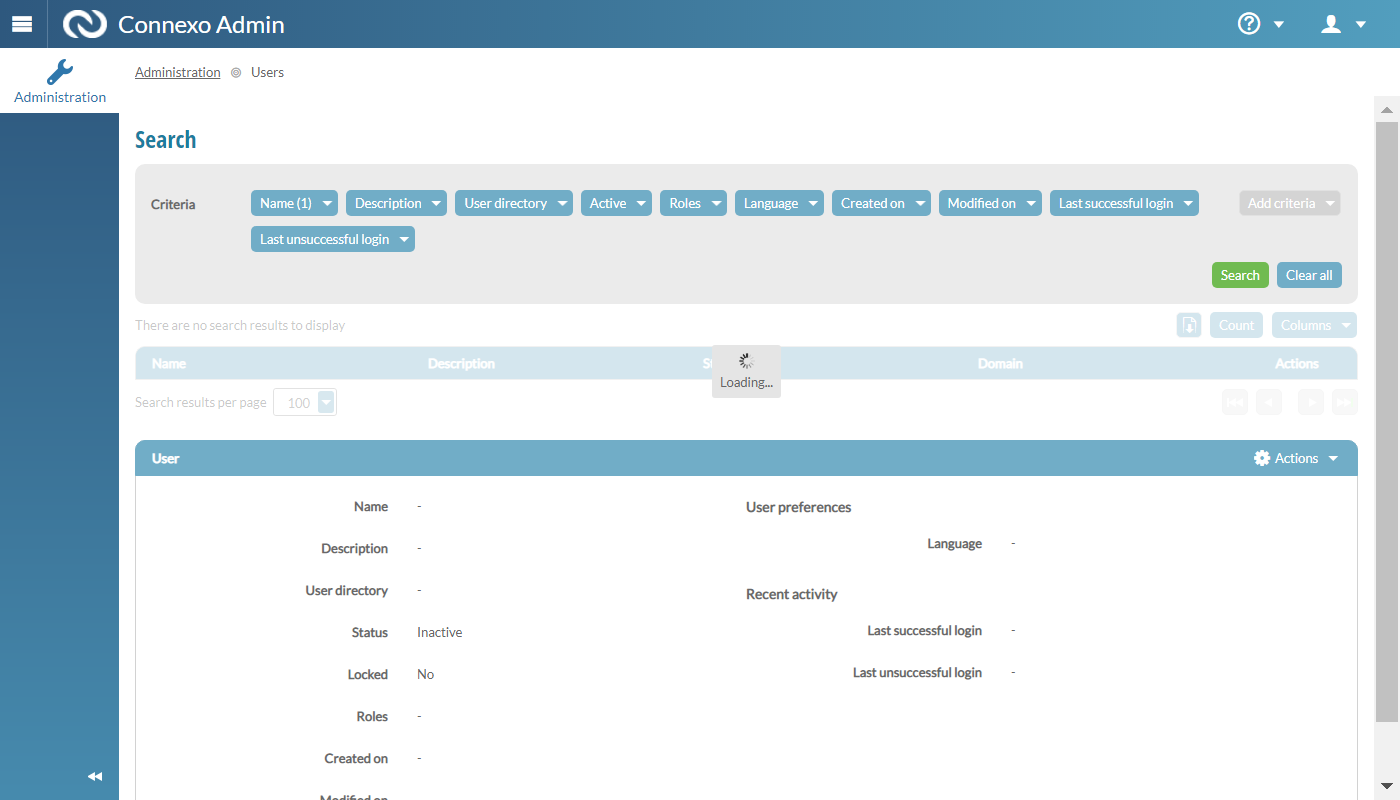 Connexo Admin
Administration
Administration Users
Search
Criteria Name (1) Description User directory Active Roles Language Created on Modified on Last successful login Add criteria
Last unsuccessful login
Search Clear all
There are no search results to display Count Columns
Name Description Domain Actions
Loading...
Search results per page 100
User Actions
Name -
Description -
User directory -
Status Inactive
Locked No
Roles -
Created on -
Modified on
User preferences
Language -
Recent activity
Last successful login -
Last unsuccessful login -